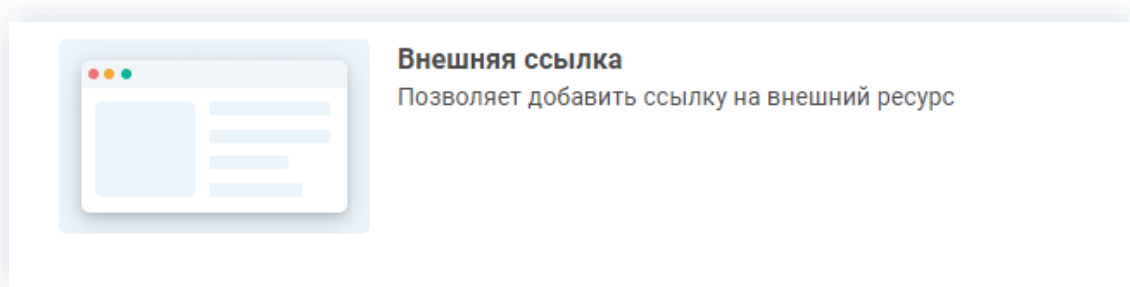 Внешняя ссылка
Позволяет добавить ссылку на внешний ресурс